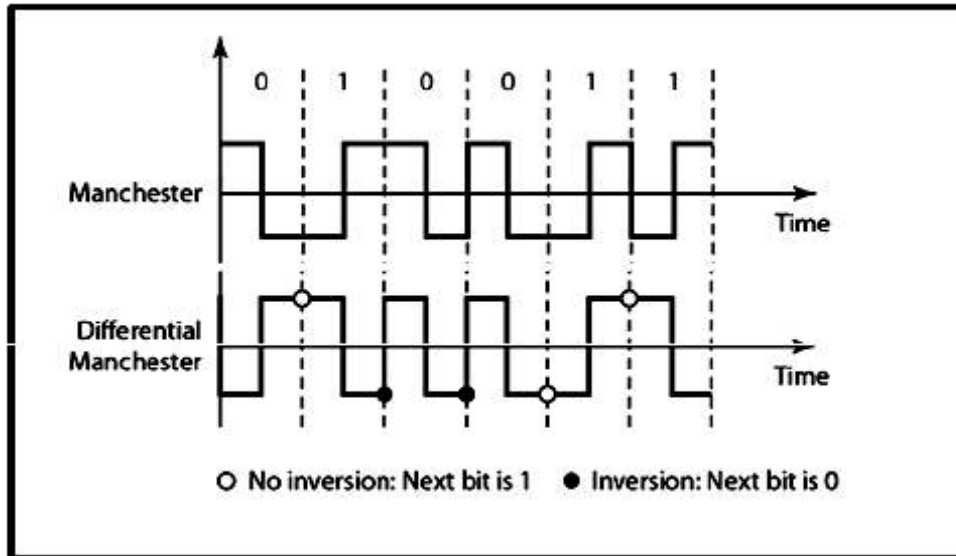 0 1 0 0 1 1
Manchester
Time
Differential
Manchester
Time
No inversion: Next bit is 1 Inversion: Next bit is 0